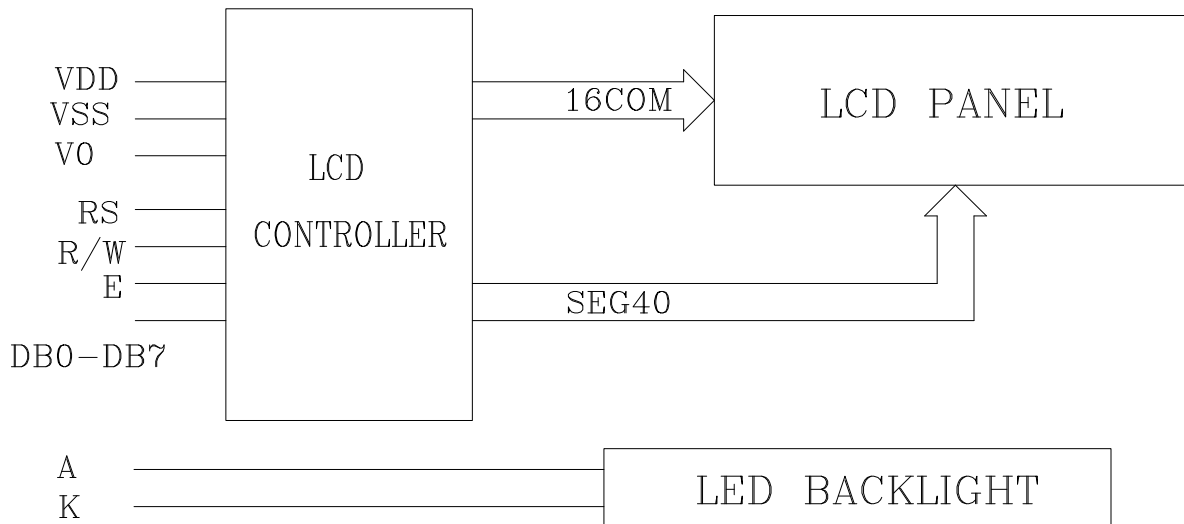 VDD
VSS
V0
RS
R/W
E
DB0-DB7
LCD
CONTROLLER
16COM
SEG40
LCD PANEL
A
K
LED BACKLIGHT